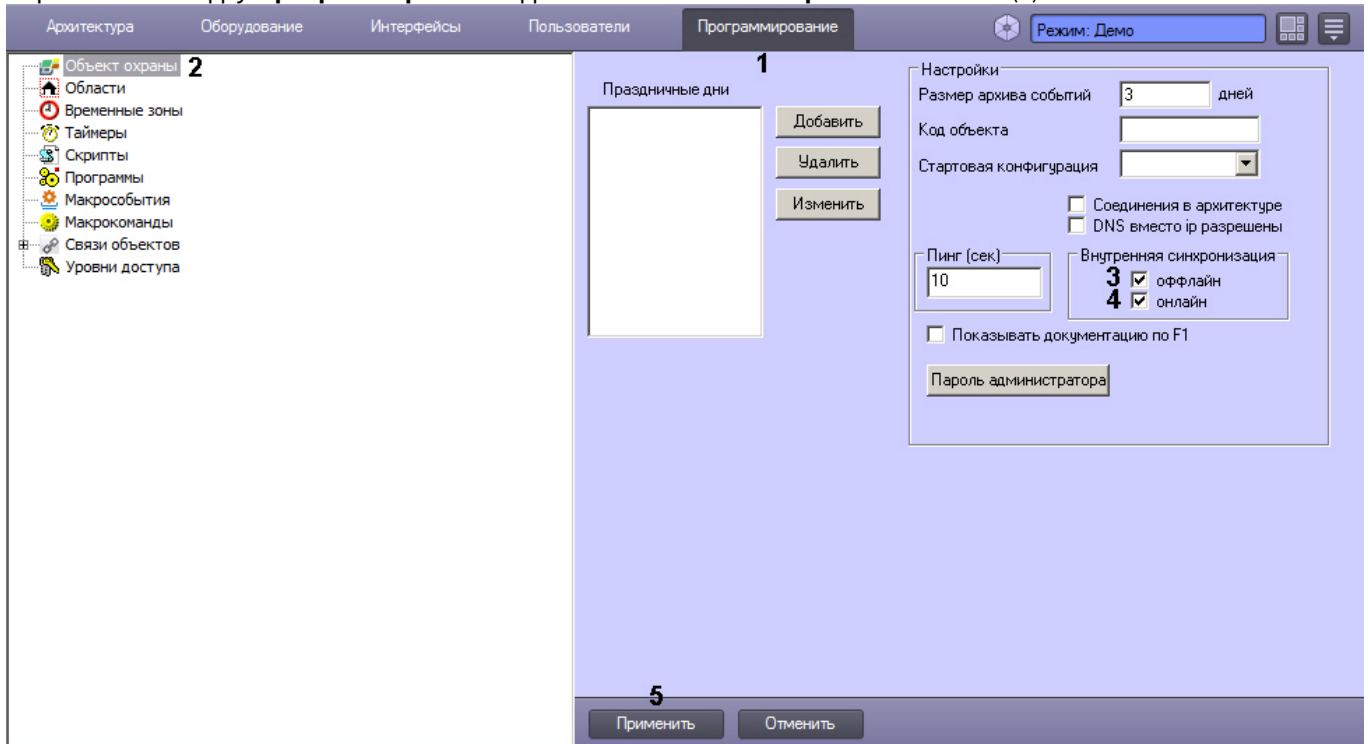 Архитектура Оборудование Интерфейсы Пользователи Программирование Режим: Демо
1
Объект охраны 2
Области
Временные зоны
Таймеры
Скрипты
Программы
Макрособытия
Макрокоманды
Связи объектов
Уровни доступа
Праздничные дни
Добавить
Удалить
Изменить
Настройки
Размер архива событий 3 дней
Код объекта
Стартовая конфигурация
Соединения в архитектуре
DNS вместо ip разрешены
Пинг (сек)
10
Внутренняя синхронизация
3 оффлайн
4 онлайн
Показывать документацию по F1
Пароль администратора
5
Применить Отменить